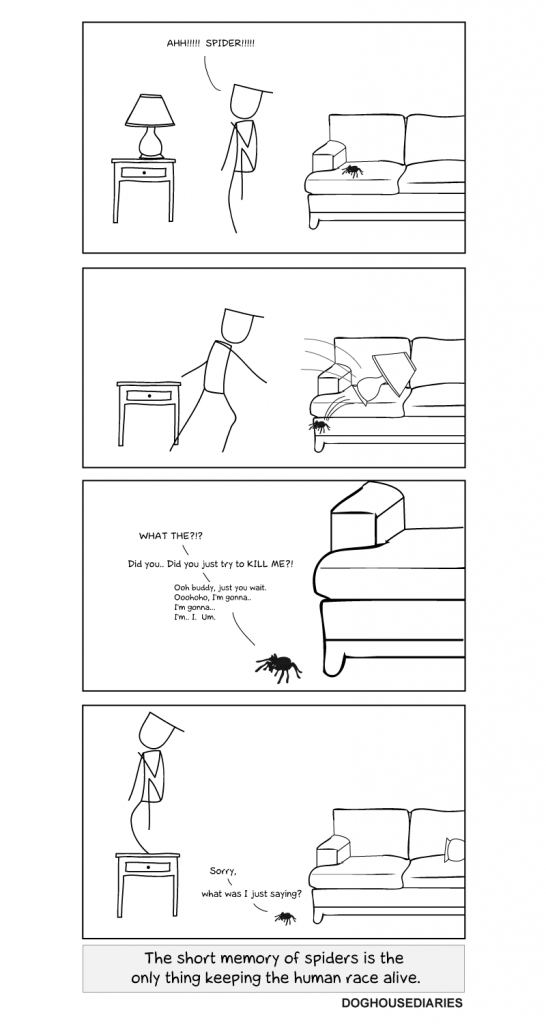 AHH!!!!! SPIDER!!!!!
WHAT THE?!?
Did you.. Did you just try to KILL ME?!
Ooh buddy, just you wait.
Ooohoho, I'm gonna..
I'm gonna...
I'm.. I. Um.
Sorry,
what was I just saying?
The short memory of spiders is the
only thing keeping the human race alive.
DOGHOUSEDIARIES